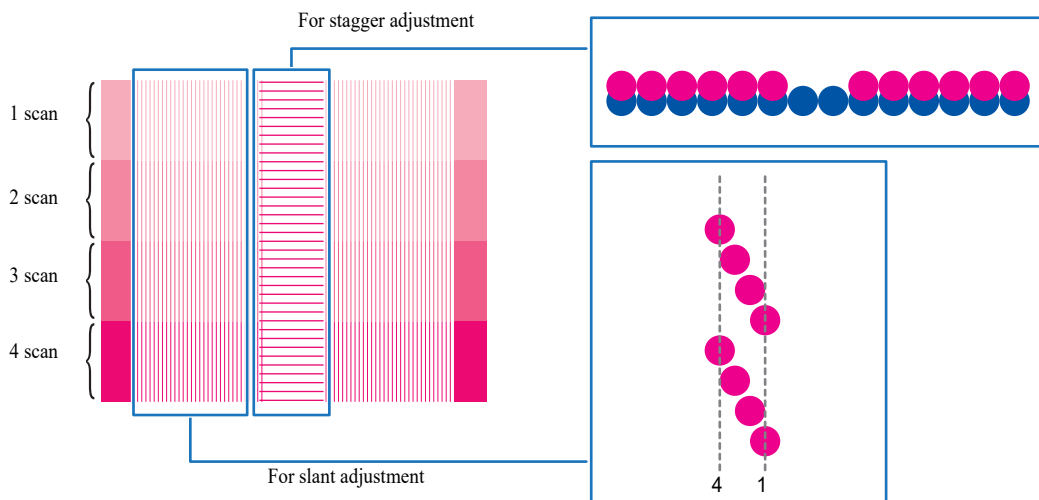 For stagger adjustment
1 scan
2 scan
3 scan
4 scan
For slant adjustment
4 1